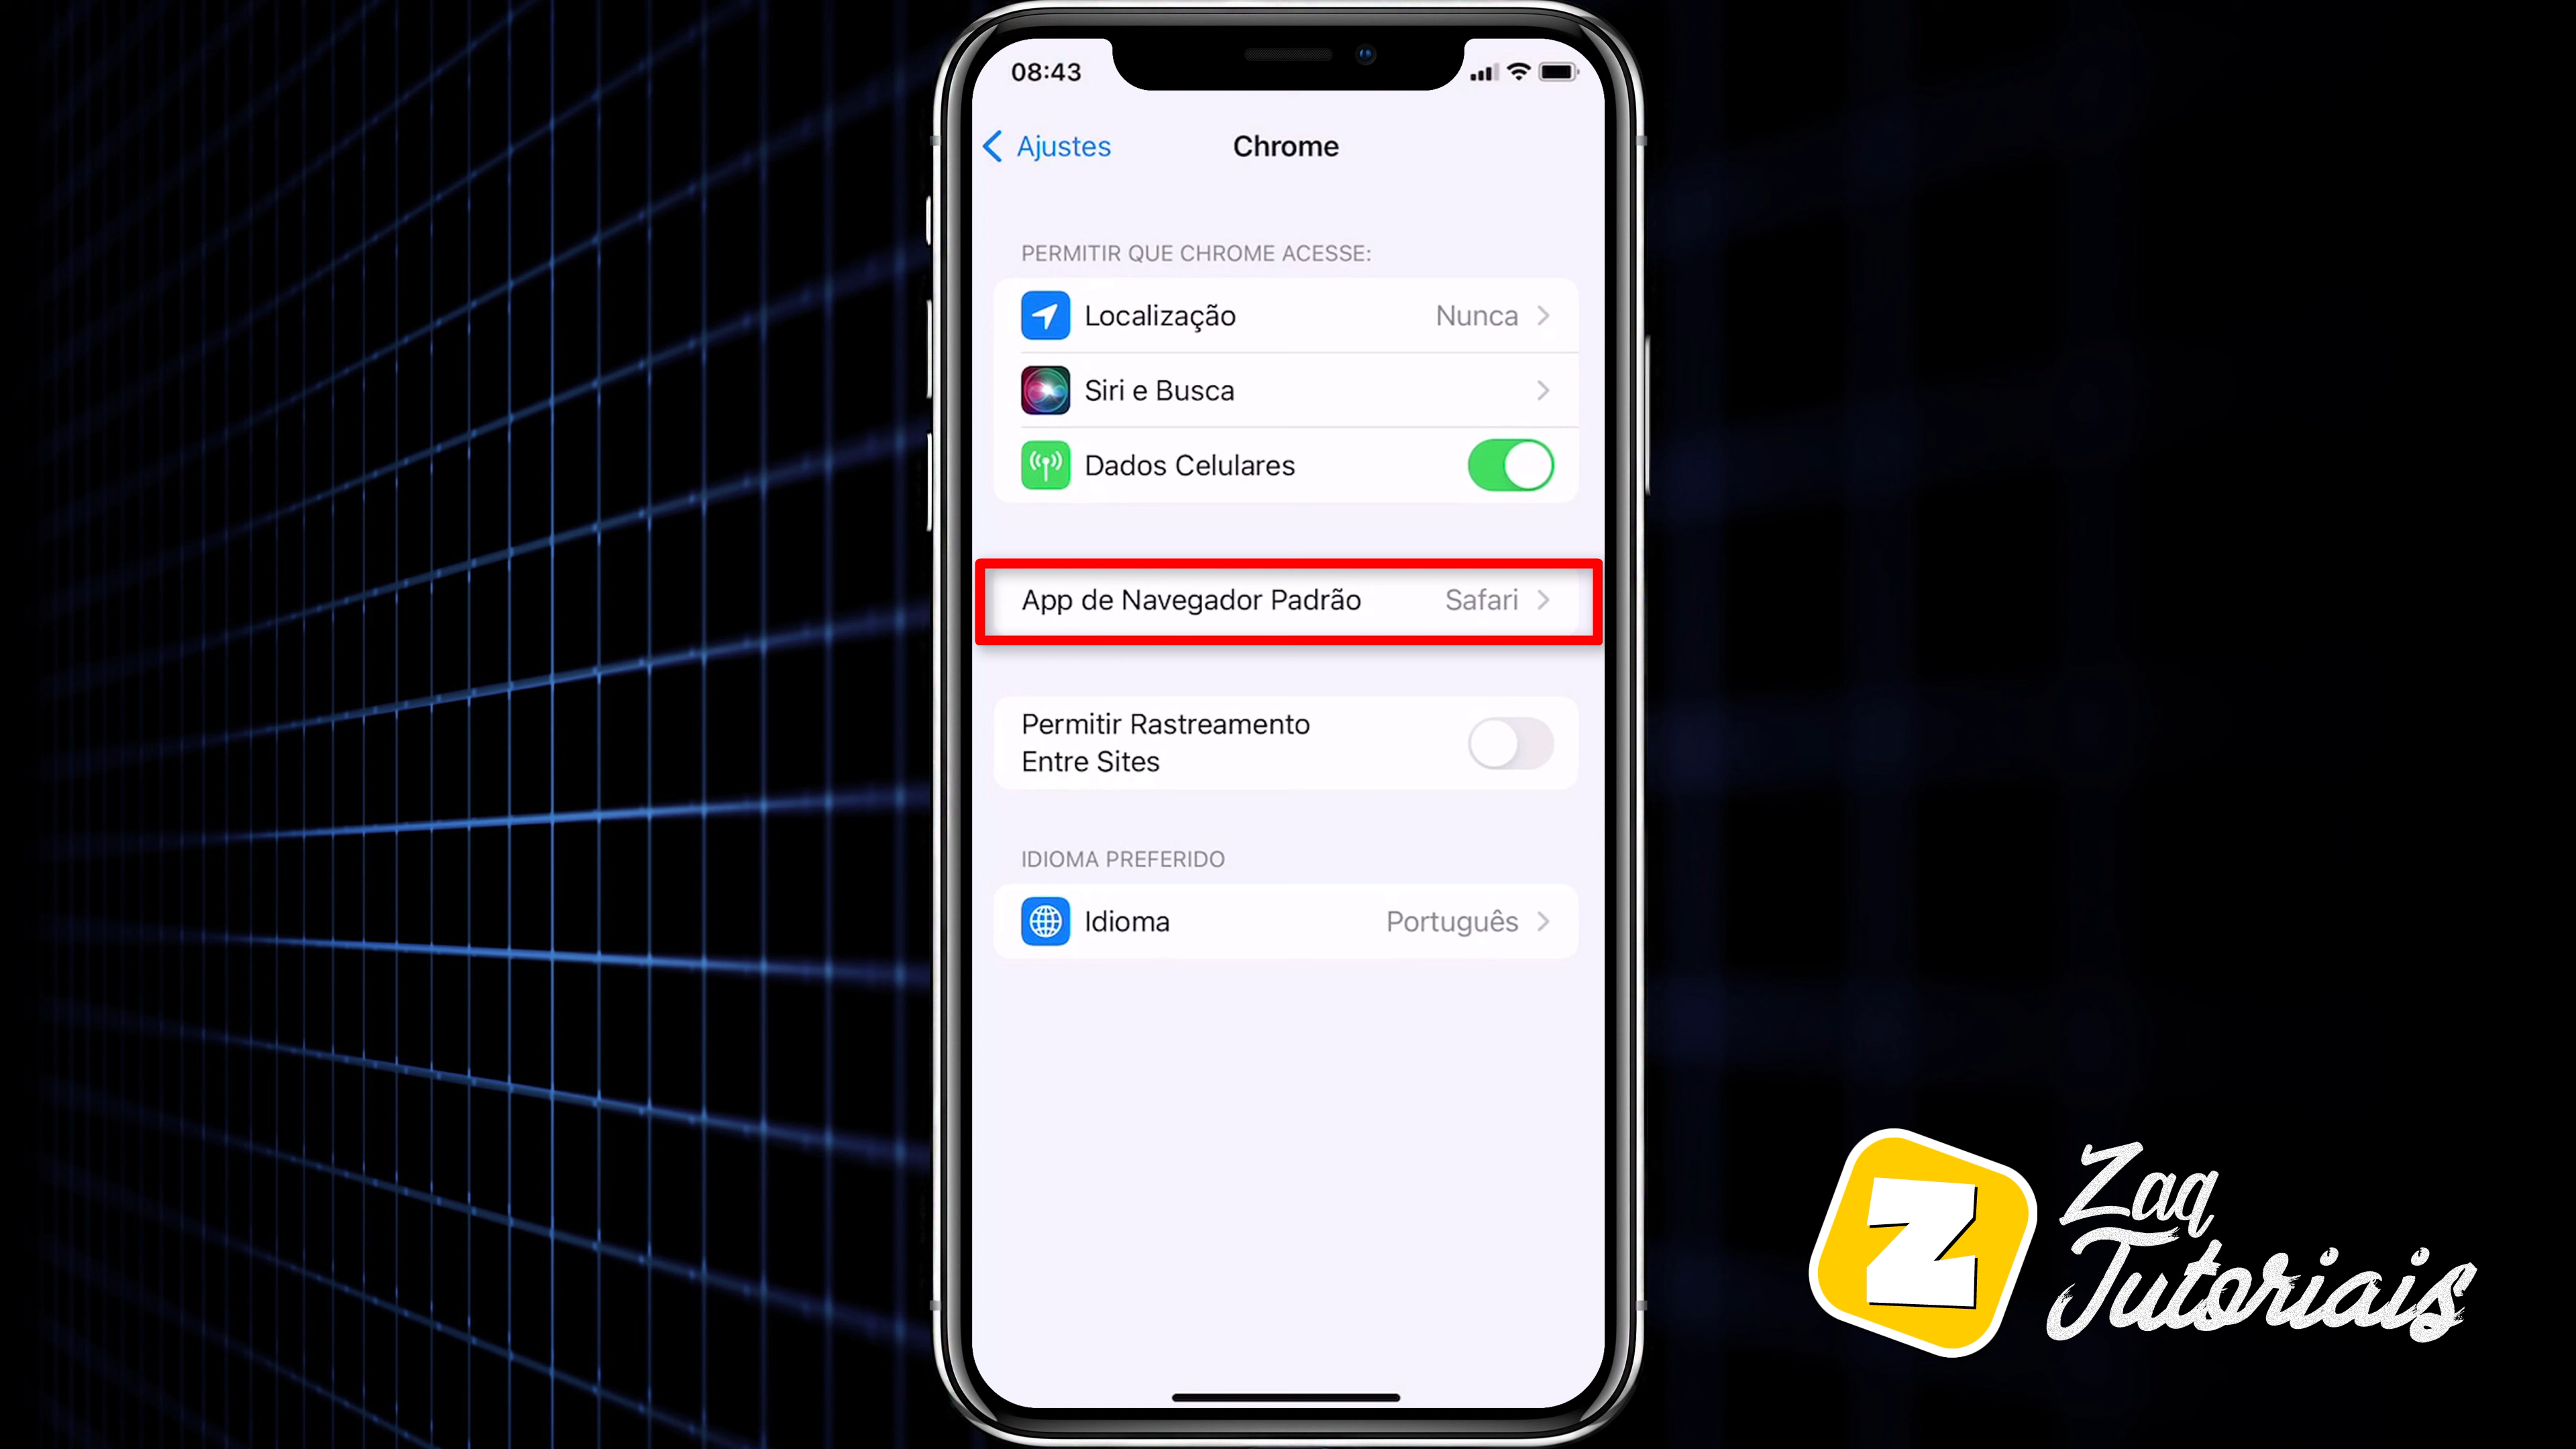 08:43
Ajustes
Chrome
PERMITIR QUE CHROME ACESSE:
Localização Nunca
Siri e Busca
Dados Celulares
App de Navegador Padrão Safari
Permitir Rastreamento
Entre Sites
IDIOMA PREFERIDO
Idioma Português
Z
Zaq
Tutoriais